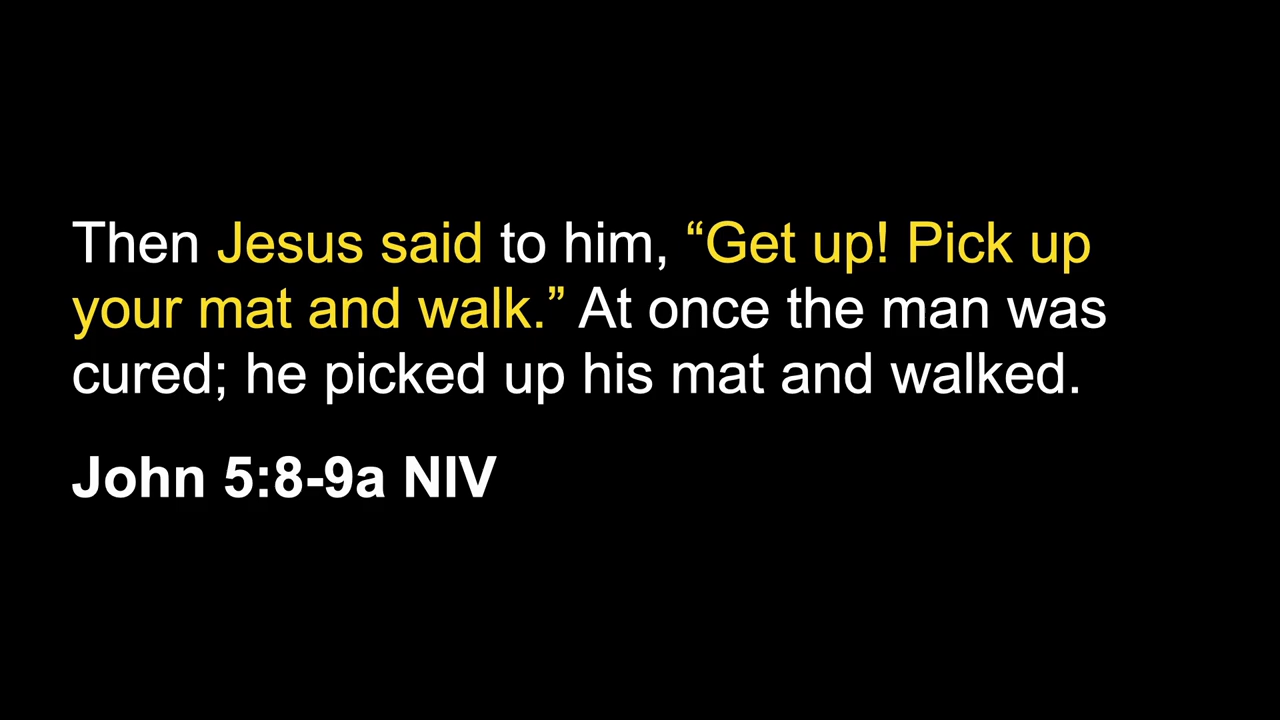 Then Jesus said to him, “Get up! Pick up
your mat and walk.” At once the man was
cured; he picked up his mat and walked.
John 5:8-9a NIV